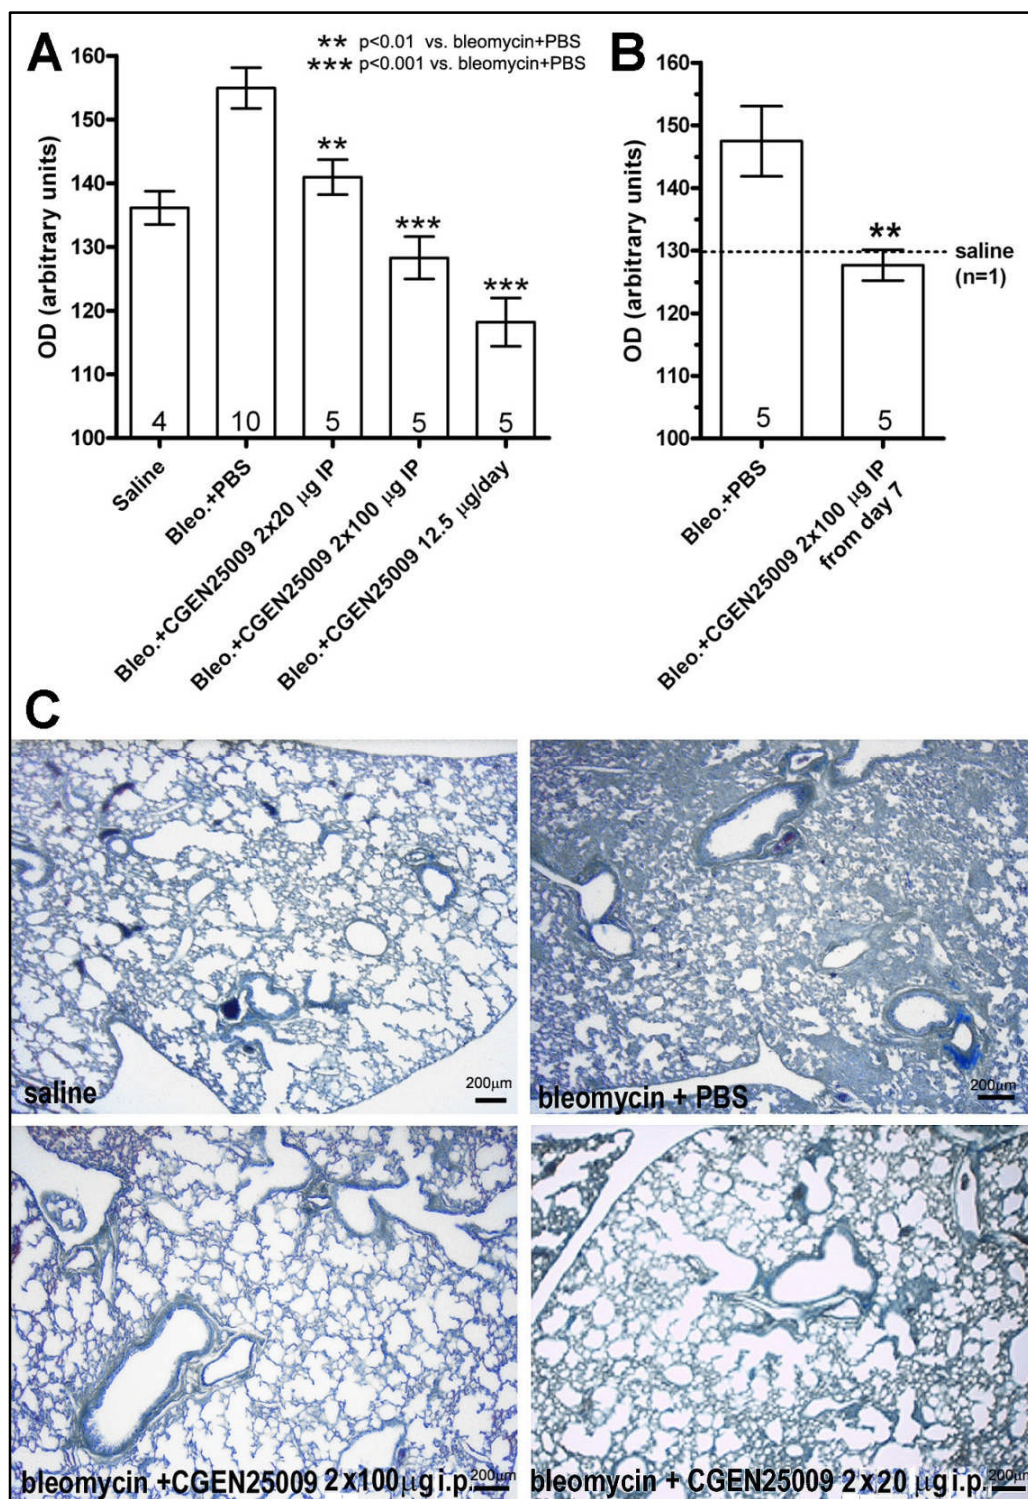 A
** p<0.01 vs. bleomycin+PBS
*** p<0.001 vs. bleomycin+PBS
OD (arbitrary units)
160
150
140
130
120
110
100
**
***
***
4
10
5
5
5
Saline
Bleo.+PBS
Bleo.+CGEN25009 2x20 µg IP
Bleo.+CGEN25009 2x100 µg IP
Bleo.+CGEN25009 12.5 µg/day
B
OD (arbitrary units)
160
150
140
130
120
110
100
**
saline
(n=1)
5
5
Bleo.+PBS
Bleo.+CGEN25009 2x100 µg IP
from day 7
C
saline
200µm
bleomycin + PBS
200µm
bleomycin +CGEN25009 2x100µg i.p.
200µm
bleomycin + CGEN25009 2x20 µg i.p.
200µm